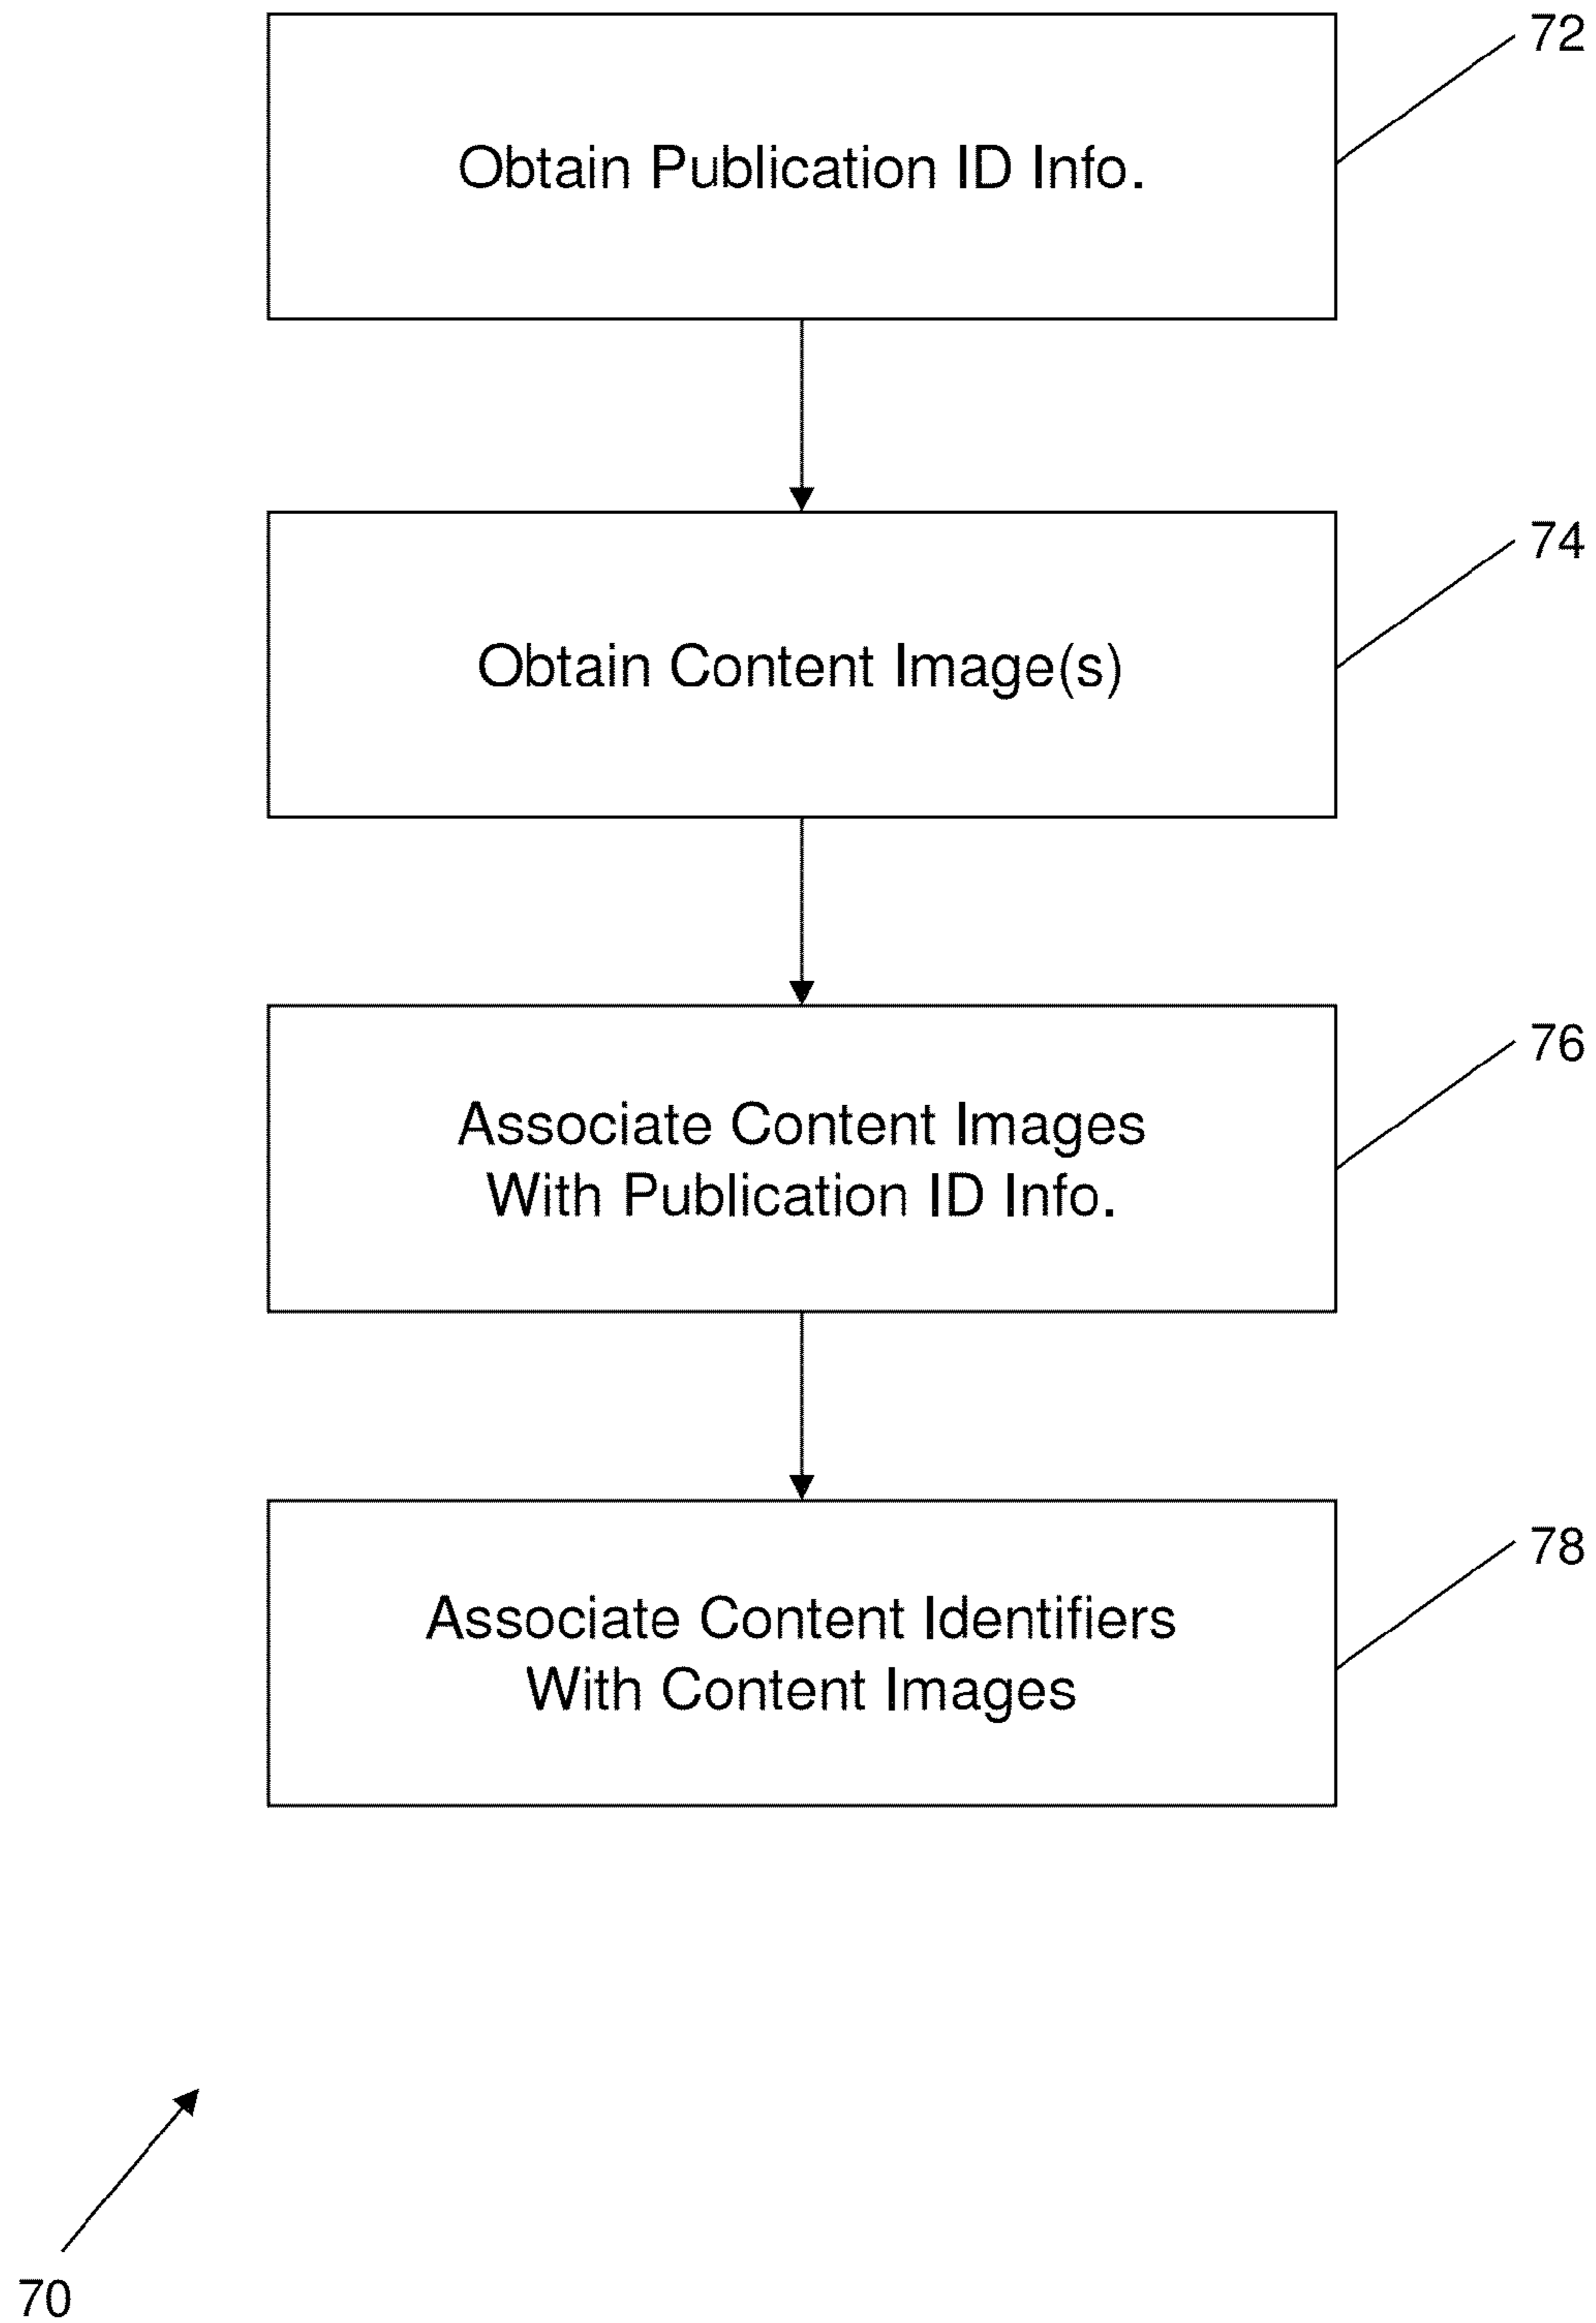 72
Obtain Publication ID Info.
74
Obtain Content Image(s)
76
Associate Content Images
With Publication ID Info.
78
Associate Content Identifiers
With Content Images
70